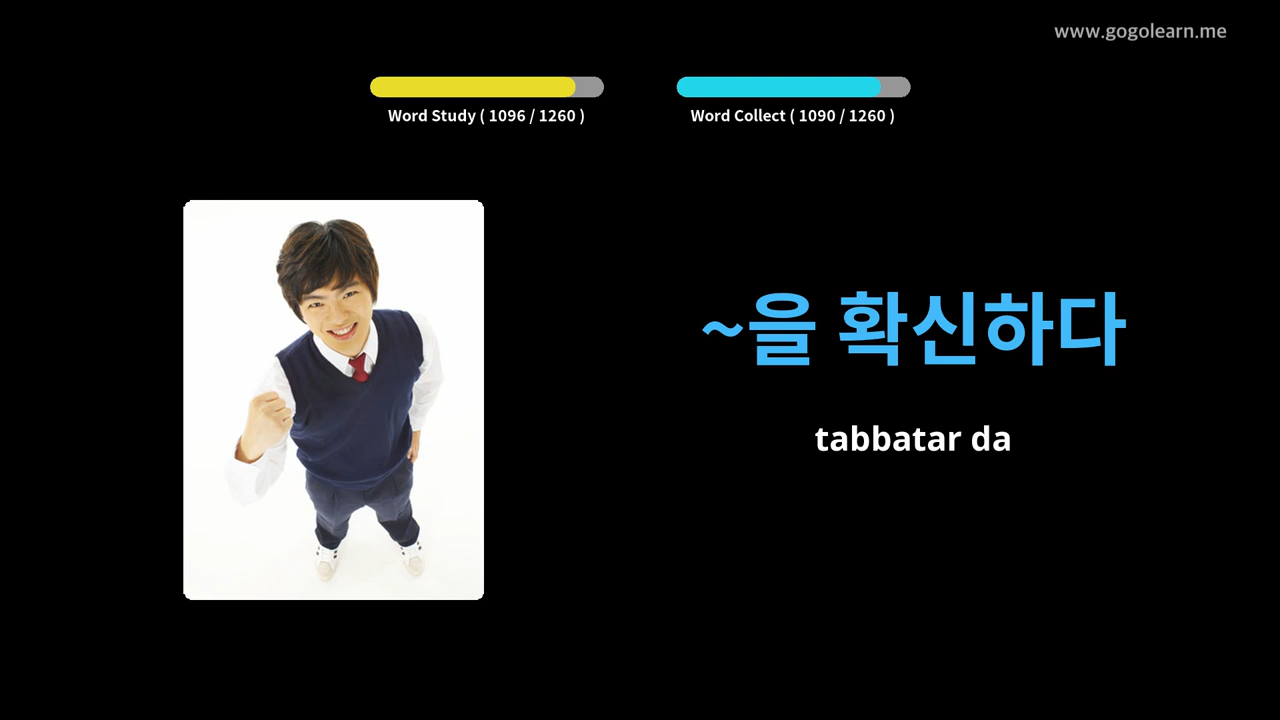 www.gogolearn.me
Word Study ( 1096 / 1260 )
Word Collect ( 1090 / 1260 )
~을 확신하다
tabbatar da